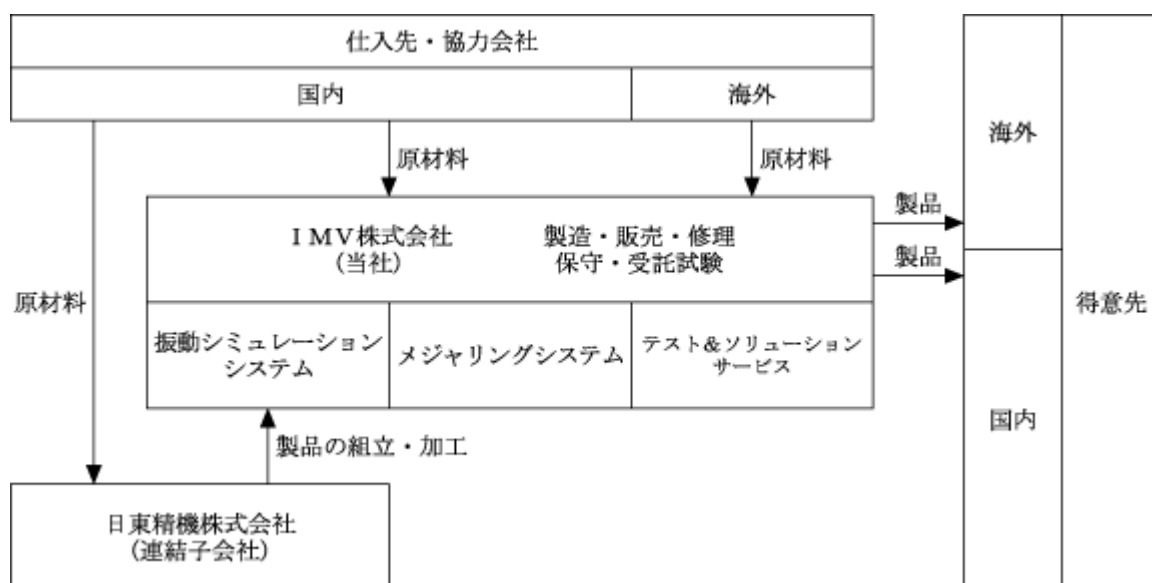 仕入先・協力会社
国内
海外
原材料
原材料
ＩＭＶ株式会社
(当社)
製造・販売・修理
保守・受託試験
製品
製品
海外
得意先
国内
原材料
振動シミュレーション
システム
メジャリングシステム
テスト&ソリューション
サービス
製品の組立・加工
日東精機株式会社
(連結子会社)